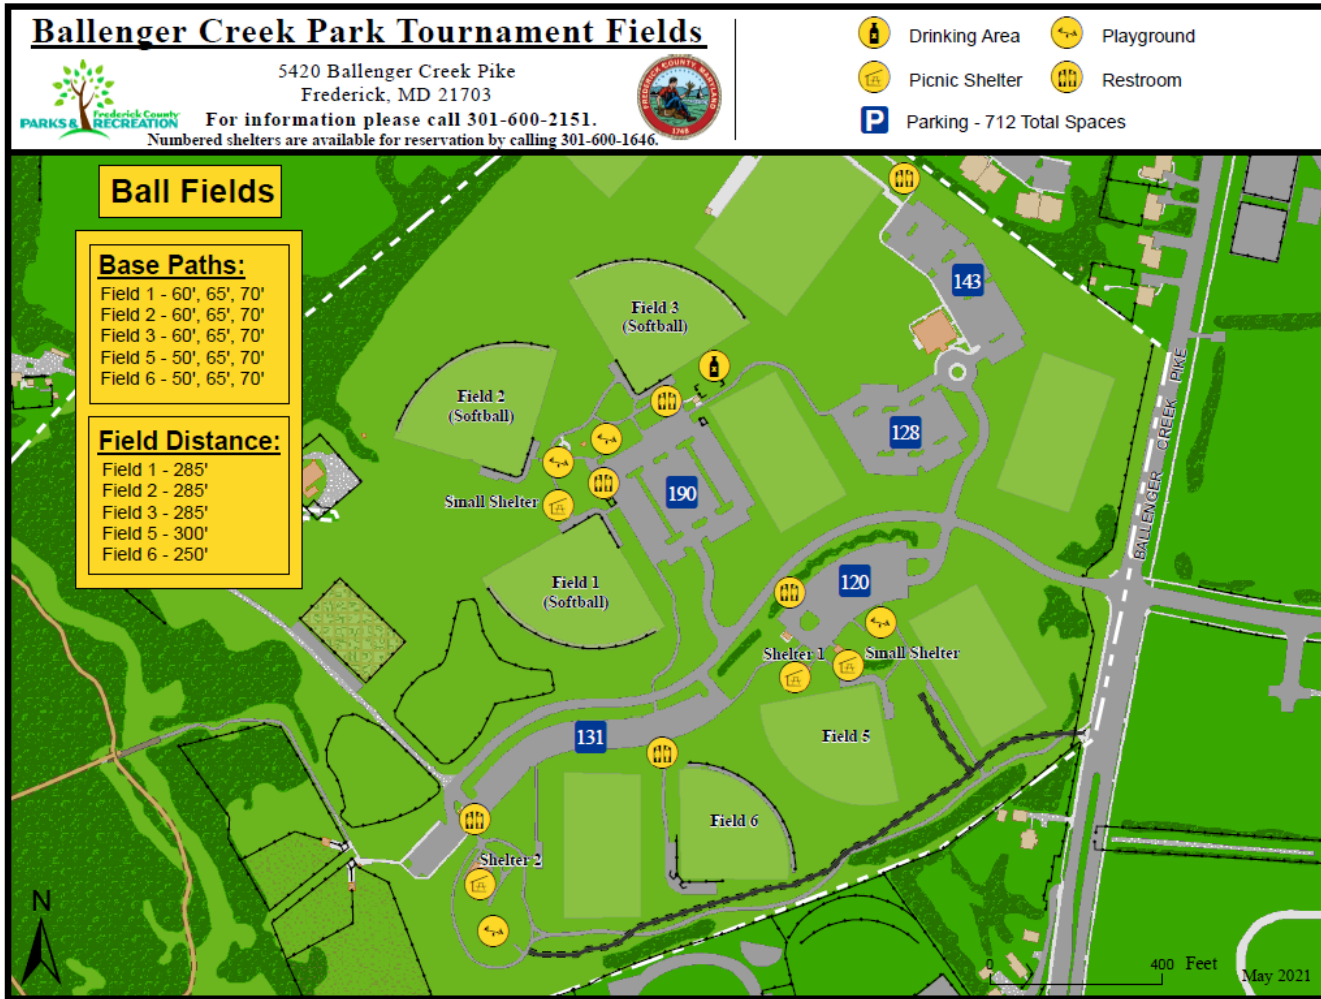 Ballenger Creek Park Tournament Fields
5420 Ballenger Creek Pike
Frederick, MD 21703
For information please call 301-600-2151.
Numbered shelters are available for reservation by calling 301-600-1646.
Frederick County
PARKS & RECREATION
FREDERICK COUNTY, MARYLAND
1748
Drinking Area
Playground
Picnic Shelter
Restroom
P Parking - 712 Total Spaces
Ball Fields
Base Paths:
Field 1 - 60', 65', 70'
Field 2 - 60', 65', 70'
Field 3 - 60', 65', 70'
Field 5 - 50', 65', 70'
Field 6 - 50', 65', 70'
Field Distance:
Field 1 - 285'
Field 2 - 285'
Field 3 - 285'
Field 5 - 300'
Field 6 - 250'
143
Field 3
(Softball)
Field 2
(Softball)
128
190
Small Shelter
BALLENGER CREEK PIKE
Field 1
(Softball)
120
Shelter 1
Small Shelter
131
Field 5
Field 6
Shelter 2
N
0 400 Feet
May 2021